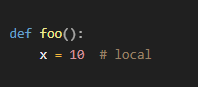 def foo():
    x = 10  # local